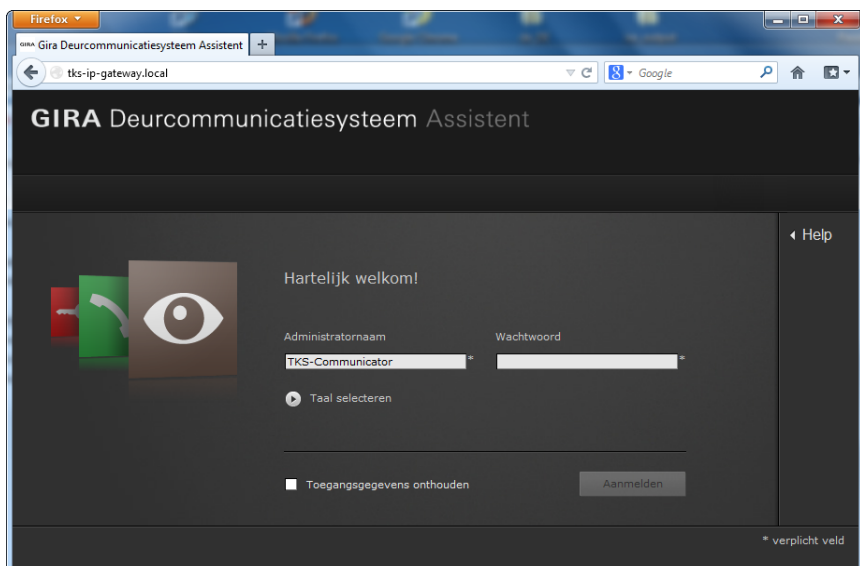 Firefox
GIRA Gira Deurcommunicatiesysteem Assistent
tks-ip-gateway.local
Google
GIRA Deurcommunicatiesysteem Assistent
Help
Hartelijk welkom!
Administratornaam
Wachtwoord
TKS-Communicator *
*
Taal selecteren
Toegangsgegevens onthouden
Aanmelden
* verplicht veld